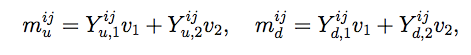 $m_u^{ij} = Y_{u,1}^{ij} v_1 + Y_{u,2}^{ij} v_2, \quad m_d^{ij} = Y_{d,1}^{ij} v_1 + Y_{d,2}^{ij} v_2,$